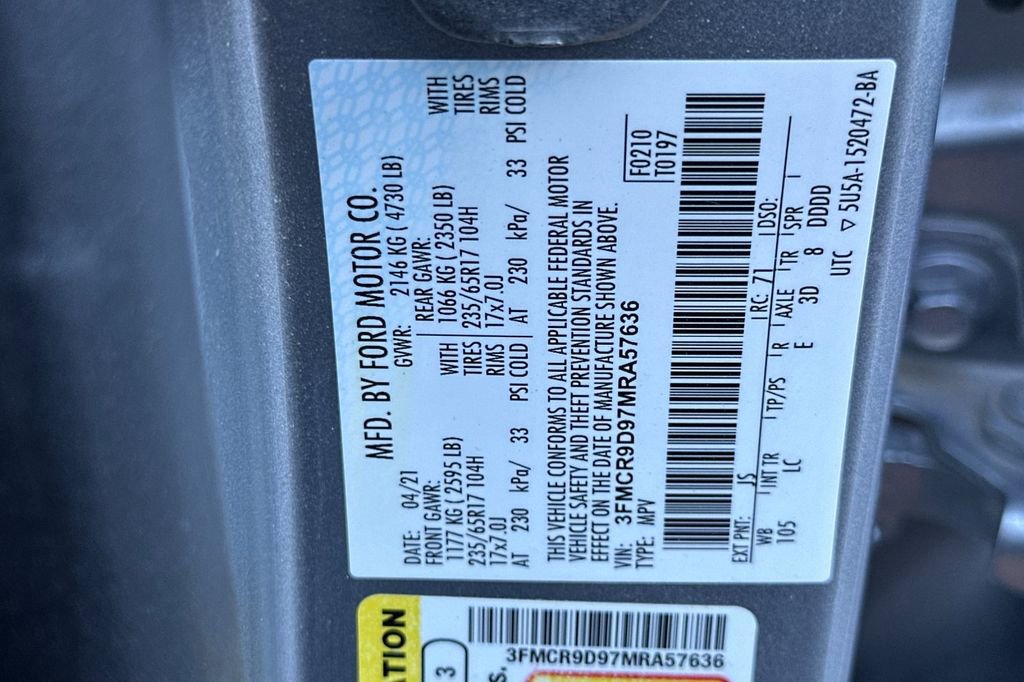 MFD. BY FORD MOTOR CO.
DATE: 04/21 GVWR: 2146 KG ( 4730 LB)
FRONT GAWR: REAR GAWR:
1177 KG ( 2595 LB) WITH 1066 KG ( 2350 LB) WITH
235/65R17 104H TIRES 235/65R17 104H TIRES
17x7.0J RIMS 17x7.0J RIMS
AT 230 kPa/ 33 PSI COLD AT 230 kPa/ 33 PSI COLD
THIS VEHICLE CONFORMS TO ALL APPLICABLE FEDERAL MOTOR
VEHICLE SAFETY AND THEFT PREVENTION STANDARDS IN
EFFECT ON THE DATE OF MANUFACTURE SHOWN ABOVE.
VIN: 3FMCR9D97MRA57636 F0210
TYPE: MPV T0197
EXT PNT: JS RC: 71 DSO:
WB INT TR TP/PS R AXLE TR SPR
105 LC E 3D 8 DDDD
UTC ▽ 5U5A-1520472-BA
ATION
3
3FMCR9D97MRA57636
S.